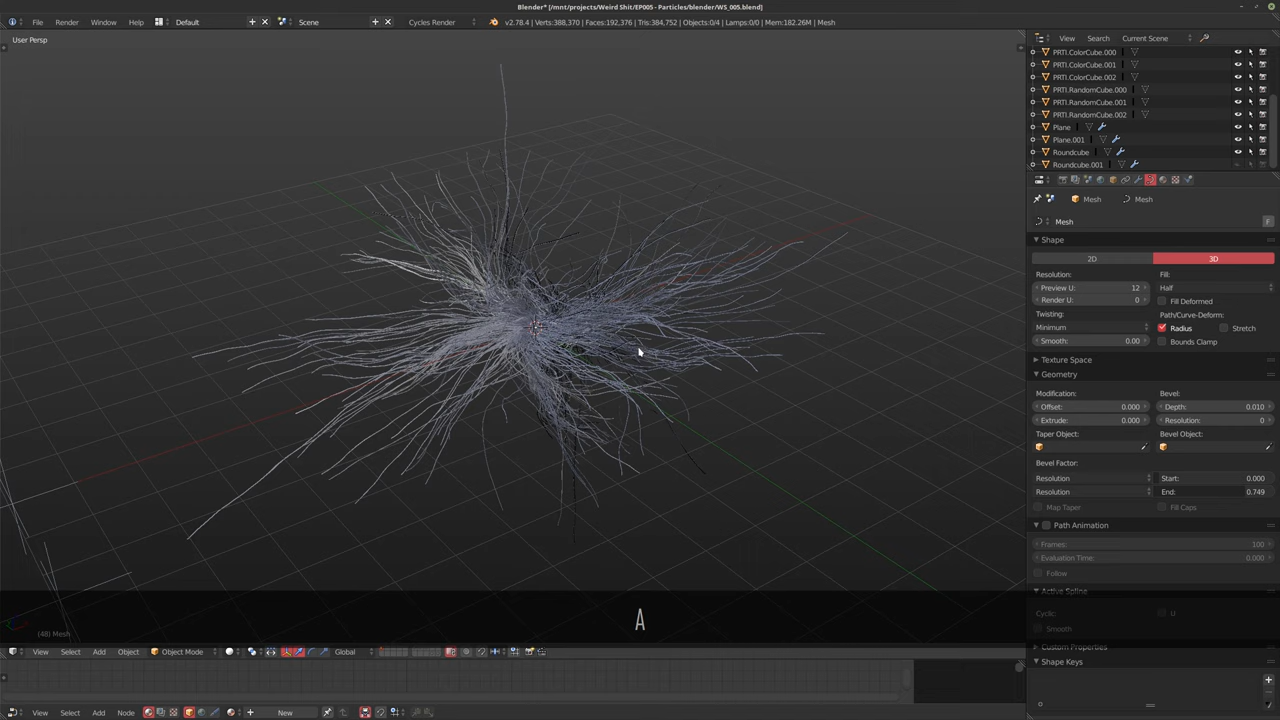 Blender* [/mnt/projects/Weird Shit/EP005 - Particles/blender/WS_005.blend]
File Render Window Help Default Scene Cycles Render v2.78.4 | Verts:388,370 | Faces:192,376 | Tris:384,752 | Objects:0/4 | Lamps:0/0 | Mem:182.26M | Mesh
User Persp
View Search Current Scene
PRTI.ColorCube.000
PRTI.ColorCube.001
PRTI.ColorCube.002
PRTI.RandomCube.000
PRTI.RandomCube.001
PRTI.RandomCube.002
Plane
Plane.001
Roundcube
Roundcube.001
Mesh Mesh
Mesh F
Shape
2D 3D
Resolution: Fill:
Preview U: 12 Half
Render U: 0 Fill Deformed
Twisting: Path/Curve-Deform:
Minimum Radius Stretch
Smooth: 0.00 Bounds Clamp
Texture Space
Geometry
Modification: Bevel:
Offset: 0.000 Depth: 0.010
Extrude: 0.000 Resolution: 0
Taper Object: Bevel Object:
Bevel Factor:
Resolution Start: 0.000
Resolution End: 0.749
Map Taper Fill Caps
Path Animation
Frames: 100
Evaluation Time: 0.000
Follow
Active Spline
Cyclic: U
Smooth
Custom Properties
Shape Keys
A
(48) Mesh
View Select Add Object Object Mode Global
View Select Add Node New